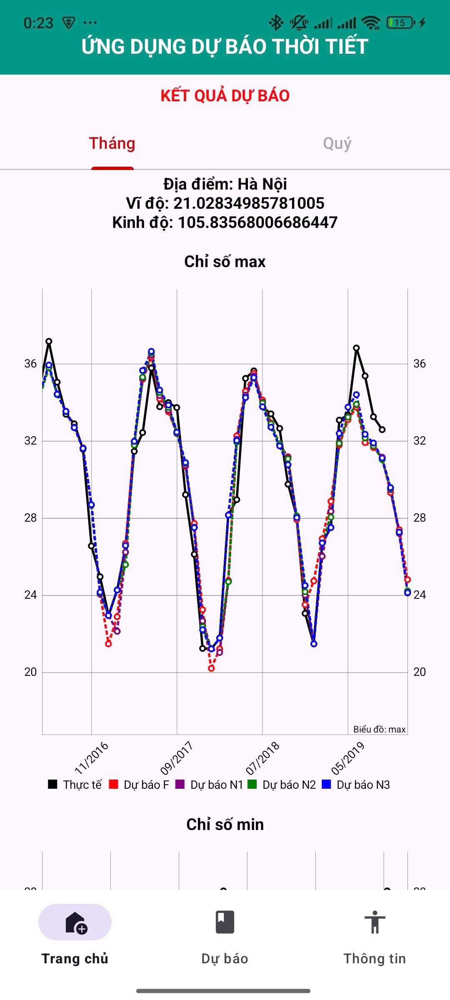 0:23 ... 15
ỨNG DỤNG DỰ BÁO THỜI TIẾT
KẾT QUẢ DỰ BÁO
Tháng Quý
Địa điểm: Hà Nội
Vĩ độ: 21.02834985781005
Kinh độ: 105.83568006686447
Chỉ số max
36 36
32 32
28 28
24 24
20 20
Biểu đồ: max
11/2016 09/2017 07/2018 05/2019
Thực tế Dự báo F Dự báo N1 Dự báo N2 Dự báo N3
Chỉ số min
Trang chủ Dự báo Thông tin